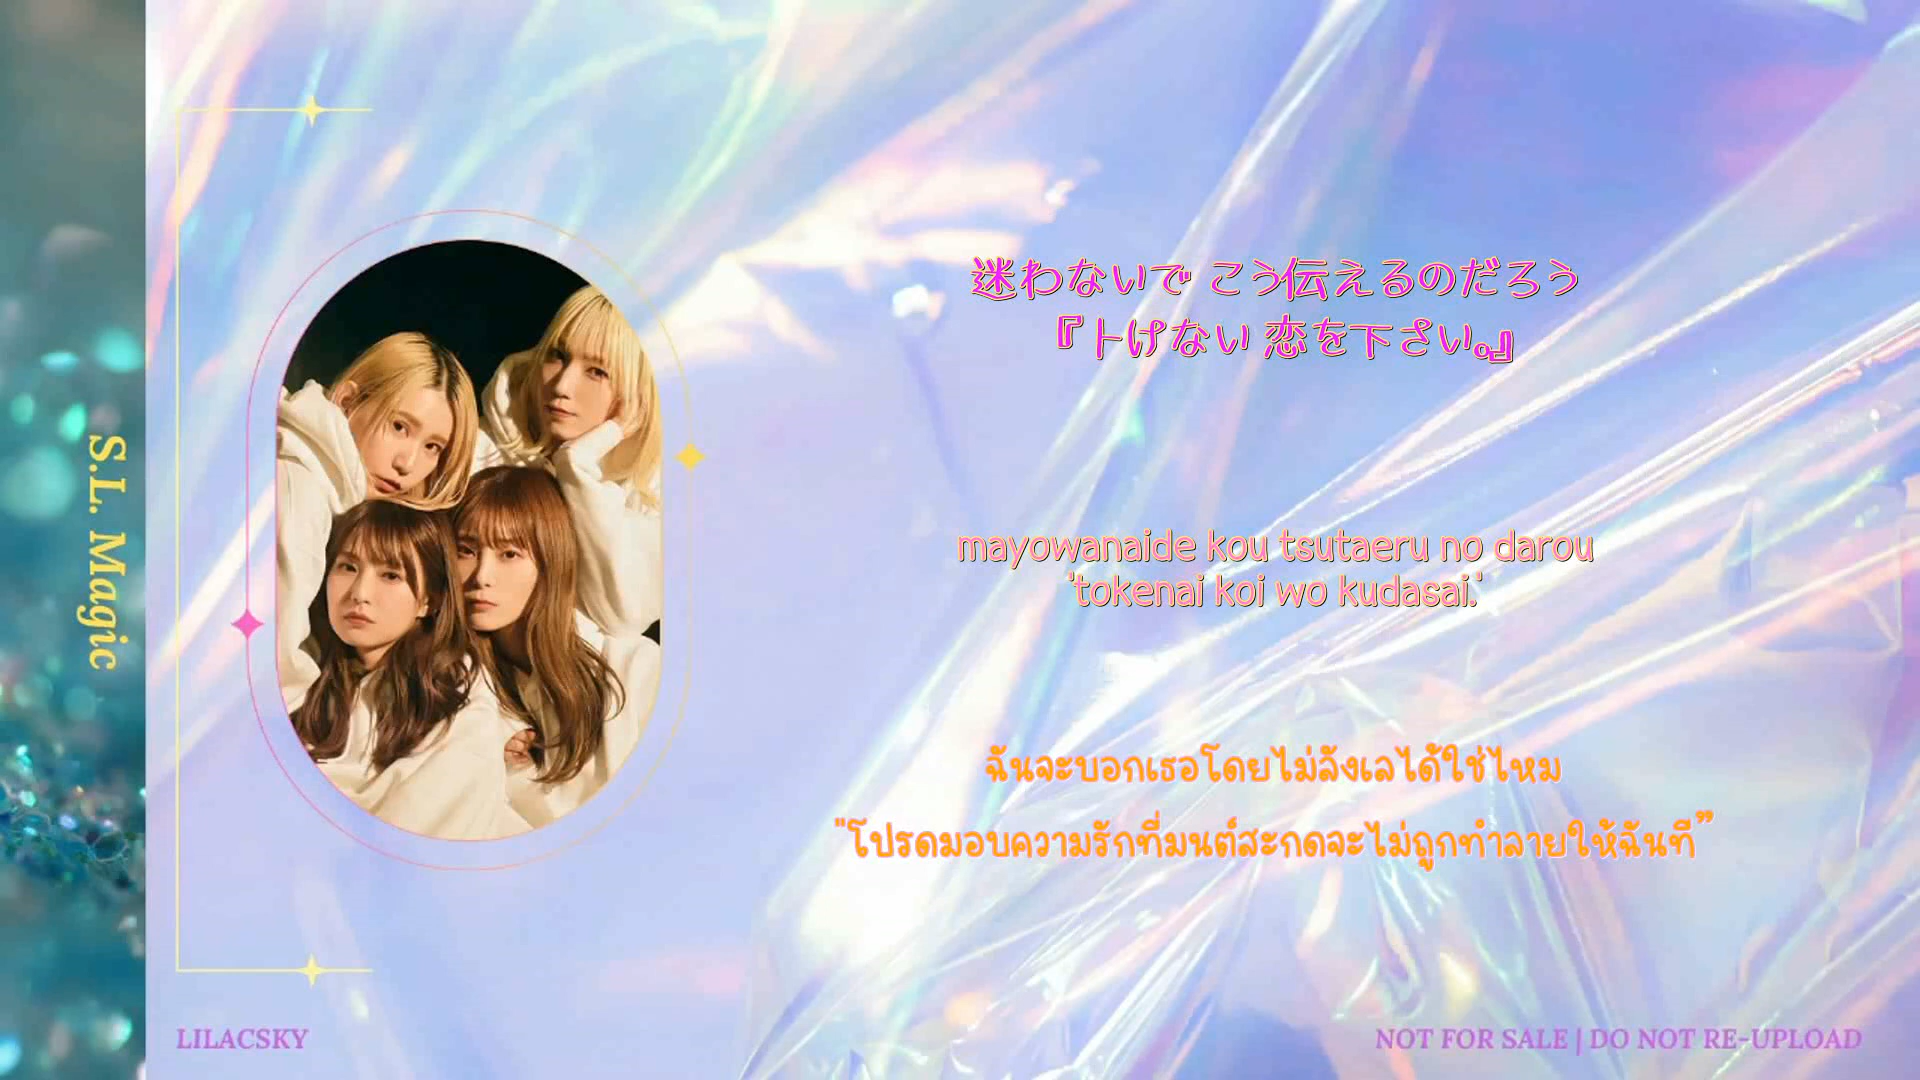 S.L. Magic
迷わないで こう伝えるのだろう
『トけない 恋を下さい。』
mayowanaide kou tsutaeru no darou
'tokenai koi wo kudasai.'
ฉันจะบอกเธอโดยไม่ลังเลได้ใช่ไหม
"โปรดมอบความรักที่มนต์สะกดจะไม่ถูกทำลายให้ฉันที”
LILACSKY
NOT FOR SALE | DO NOT RE-UPLOAD